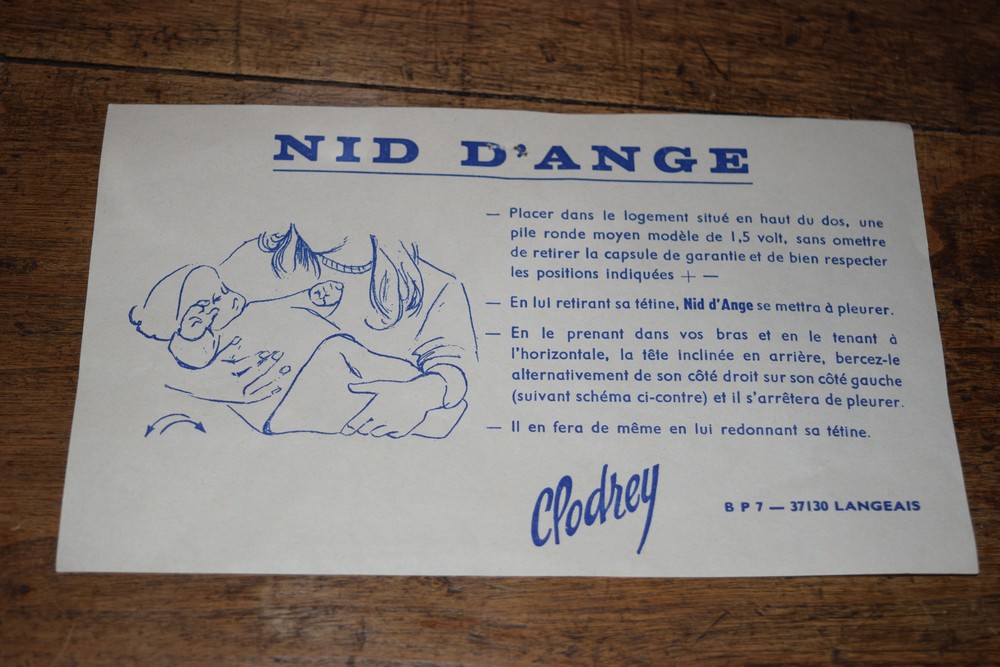 NID D'ANGE
— Placer dans le logement situé en haut du dos, une
pile ronde moyen modèle de 1,5 volt, sans omettre
de retirer la capsule de garantie et de bien respecter
les positions indiquées + —
— En lui retirant sa tétine, Nid d'Ange se mettra à pleurer.
— En le prenant dans vos bras et en le tenant à
l'horizontale, la tête inclinée en arrière, bercez-le
alternativement de son côté droit sur son côté gauche
(suivant schéma ci-contre) et il s'arrêtera de pleurer.
— Il en fera de même en lui redonnant sa tétine.
Clodrey
B P 7 — 37130 LANGEAIS